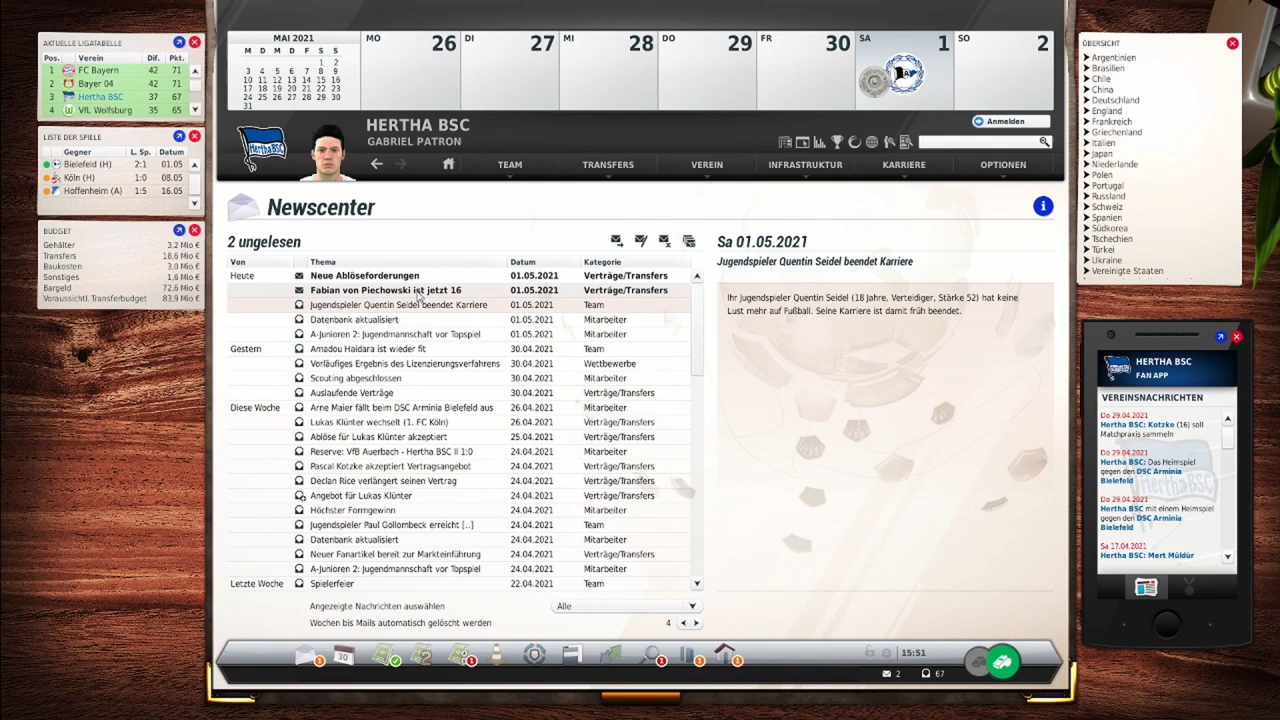 AKTUELLE LIGATABELLE
Pos. Verein Dif. Pkt.
1 FC Bayern 42 71
2 Bayer 04 42 71
3 Hertha BSC 37 67
4 VfL Wolfsburg 35 65
LISTE DER SPIELE
Gegner L. Sp. Datum
Bielefeld (H) 2:1 01.05
Köln (H) 1:0 08.05
Hoffenheim (A) 1:5 16.05
BUDGET
Gehälter 3.2 Mio €
Transfers 18.6 Mio €
Baukosten 3.0 Mio €
Sonstiges 1.6 Mio €
Bargeld 72.6 Mio €
Voraussichtl. Transferbudget 83.9 Mio €
MAI 2021
M D M D F S S
1 2
3 4 5 6 7 8 9
10 11 12 13 14 15 16
17 18 19 20 21 22 23
24 25 26 27 28 29 30
31
MO 26
DI 27
MI 28
DO 29
FR 30
SA 1
SO 2
HERTHA BSC
GABRIEL PATRON
Anmelden
TEAM TRANSFERS VEREIN INFRASTRUKTUR KARRIERE OPTIONEN
Newscenter
2 ungelesen
Von Thema Datum Kategorie
Heute Neue Ablöseforderungen 01.05.2021 Verträge/Transfers
Fabian von Piechowski ist jetzt 16 01.05.2021 Verträge/Transfers
Jugendspieler Quentin Seidel beendet Karriere 01.05.2021 Team
Datenbank aktualisiert 01.05.2021 Mitarbeiter
A-Junioren 2: Jugendmannschaft vor Topspiel 01.05.2021 Mitarbeiter
Gestern Amadou Haidara ist wieder fit 30.04.2021 Team
Vorläufiges Ergebnis des Lizenzierungsverfahrens 30.04.2021 Wettbewerbe
Scouting abgeschlossen 30.04.2021 Mitarbeiter
Auslaufende Verträge 30.04.2021 Verträge/Transfers
Diese Woche Arne Maier fällt beim DSC Arminia Bielefeld aus 26.04.2021 Mitarbeiter
Lukas Klünter wechselt (1. FC Köln) 26.04.2021 Verträge/Transfers
Ablöse für Lukas Klünter akzeptiert 25.04.2021 Verträge/Transfers
Reserve: VfB Auerbach - Hertha BSC II 1:0 24.04.2021 Mitarbeiter
Pascal Kotzke akzeptiert Vertragsangebot 24.04.2021 Verträge/Transfers
Declan Rice verlängert seinen Vertrag 24.04.2021 Verträge/Transfers
Angebot für Lukas Klünter 24.04.2021 Verträge/Transfers
Höchster Formgewinn 24.04.2021 Mitarbeiter
Jugendspieler Paul Gollombeck erreicht [..] 24.04.2021 Team
Datenbank aktualisiert 24.04.2021 Mitarbeiter
Neuer Fanartikel bereit zur Markteinführung 24.04.2021 Verträge/Transfers
A-Junioren 2: Jugendmannschaft vor Topspiel 24.04.2021 Mitarbeiter
Letzte Woche Spielerfeier 22.04.2021 Team
Angezeigte Nachrichten auswählen Alle
Wochen bis Mails automatisch gelöscht werden 4
Sa 01.05.2021
Jugendspieler Quentin Seidel beendet Karriere
Ihr Jugendspieler Quentin Seidel (18 Jahre, Verteidiger, Stärke 52) hat keine
Lust mehr auf Fußball. Seine Karriere ist damit früh beendet.
15:51
2 67
ÜBERSICHT
Argentinien
Brasilien
Chile
China
Deutschland
England
Frankreich
Griechenland
Italien
Japan
Niederlande
Polen
Portugal
Russland
Schweiz
Spanien
Südkorea
Tschechien
Türkei
Ukraine
Vereinigte Staaten
HERTHA BSC
FAN APP
VEREINSNACHRICHTEN
Do 29.04.2021
Hertha BSC: Kotzke (16) soll
Matchpraxis sammeln
Do 29.04.2021
Hertha BSC: Das Heimspiel
gegen den DSC Arminia
Bielefeld
Do 29.04.2021
Hertha BSC mit einem Heimspiel
gegen den DSC Arminia
Bielefeld
Sa 17.04.2021
Hertha BSC: Mert Müldür